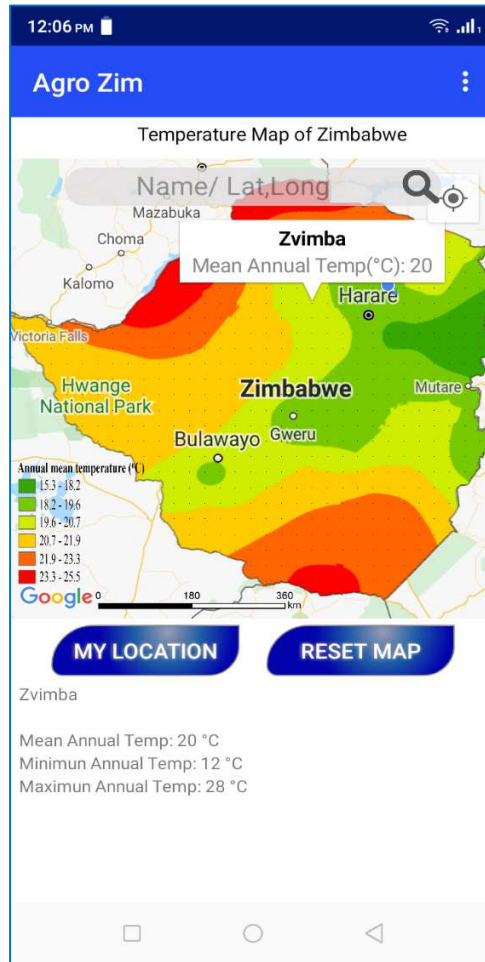 12:06 PM
Agro Zim
Temperature Map of Zimbabwe
Name/ Lat,Long
Mazabuka
Choma
Zvimba
Mean Annual Temp(°C): 20
Kalomo
Harare
Victoria Falls
Hwange
National Park
Zimbabwe
Mutare
Bulawayo
Gweru
Annual mean temperature (°C)
15.3 - 18.2
18.2 - 19.6
19.6 - 20.7
20.7 - 21.9
21.9 - 23.3
23.3 - 25.5
Google
0 180 360
km
MY LOCATION
RESET MAP
Zvimba
Mean Annual Temp: 20 °C
Minimun Annual Temp: 12 °C
Maximun Annual Temp: 28 °C